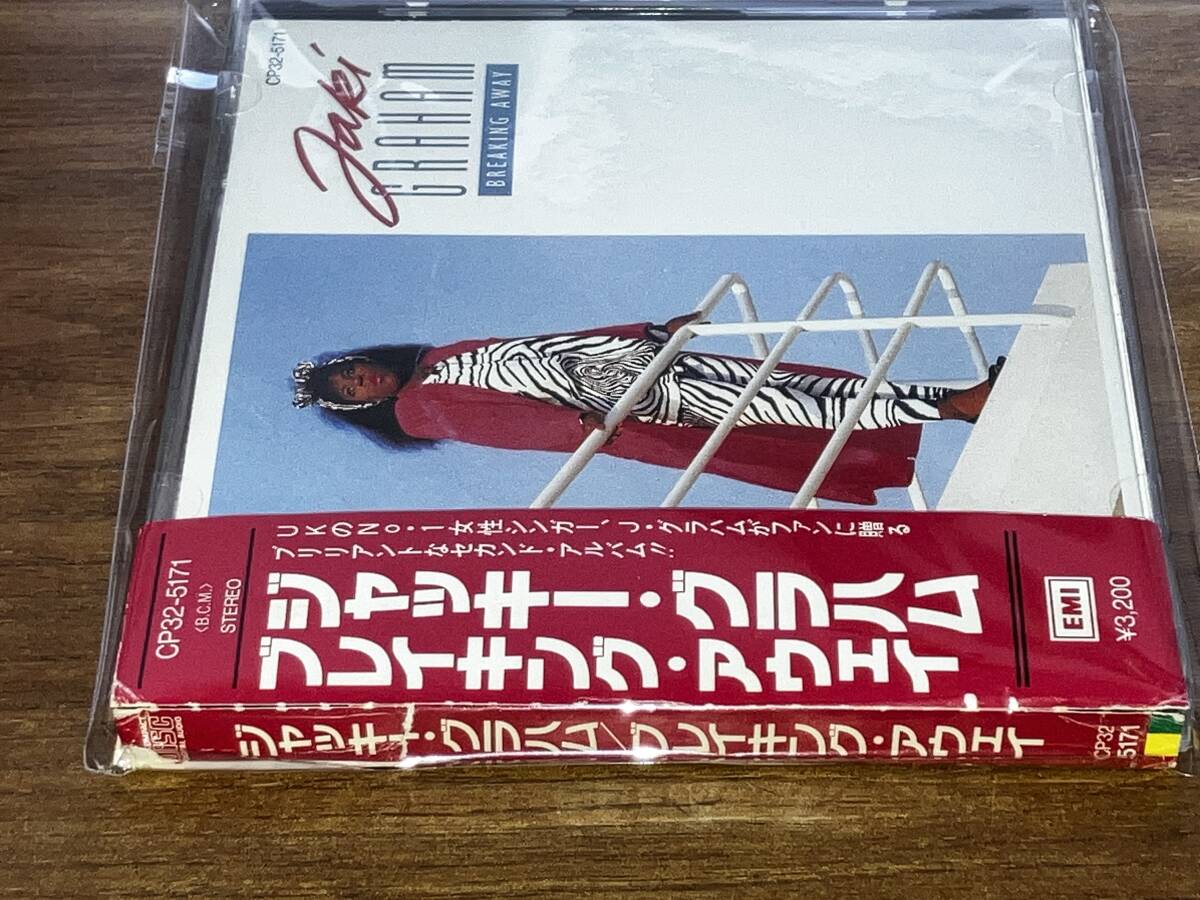 CP32-5171
Jaki
GRAHAM
BREAKING AWAY
UKのNo・1女性シンガー、J・グラハムがファンに贈る
ブリリアントなセカンド・アルバム!!
ジャッキー・グラハム
ブレイキング・アウェイ
CP32-5171
〈B.C.M.〉
STEREO
EMI
¥3,200
ジャッキー・グラハム/ブレイキング・アウェイ
CP32
-5171